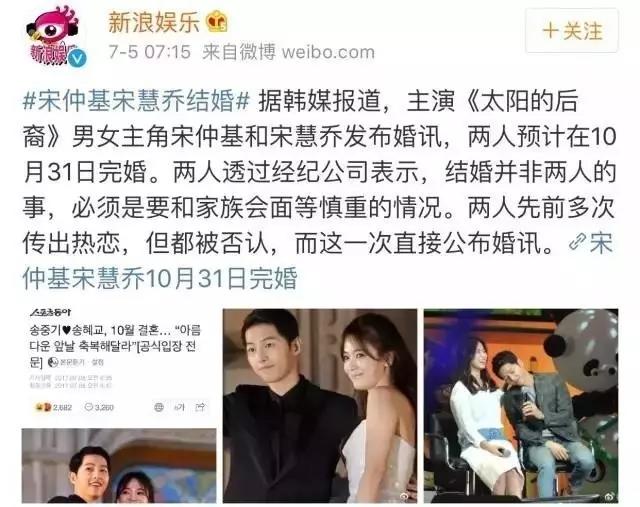 新浪娱乐
7-5 07:15 来自微博 weibo.com
+关注
#宋仲基宋慧乔结婚# 据韩媒报道，主演《太阳的后
裔》男女主角宋仲基和宋慧乔发布婚讯，两人预计在10
月31日完婚。两人透过经纪公司表示，结婚并非两人的
事，必须是要和家族会面等慎重的情况。两人先前多次
传出热恋，但都被否认，而这一次直接公布婚讯。宋
仲基宋慧乔10月31日完婚
스포츠동아
송중기♥송혜교, 10월 결혼… “아름
다운 앞날 축복해달라”[공식입장 전
문]
본문듣기 · 설정
2,682
3,260
가